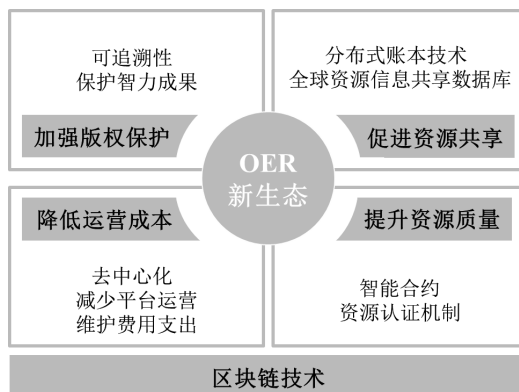 可追溯性
保护智力成果
加强版权保护
分布式账本技术
全球资源信息共享数据库
促进资源共享
OER
新生态
降低运营成本
去中心化
减少平台运营
维护费用支出
提升资源质量
智能合约
资源认证机制
区块链技术